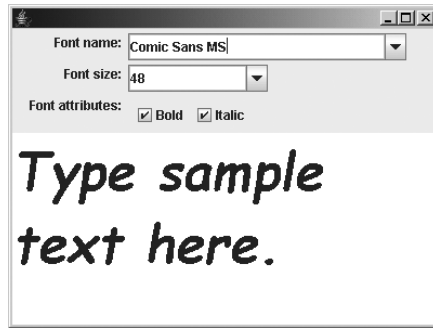 Font name: Comic Sans MS
Font size: 48
Font attributes: Bold Italic
Type sample
text here.